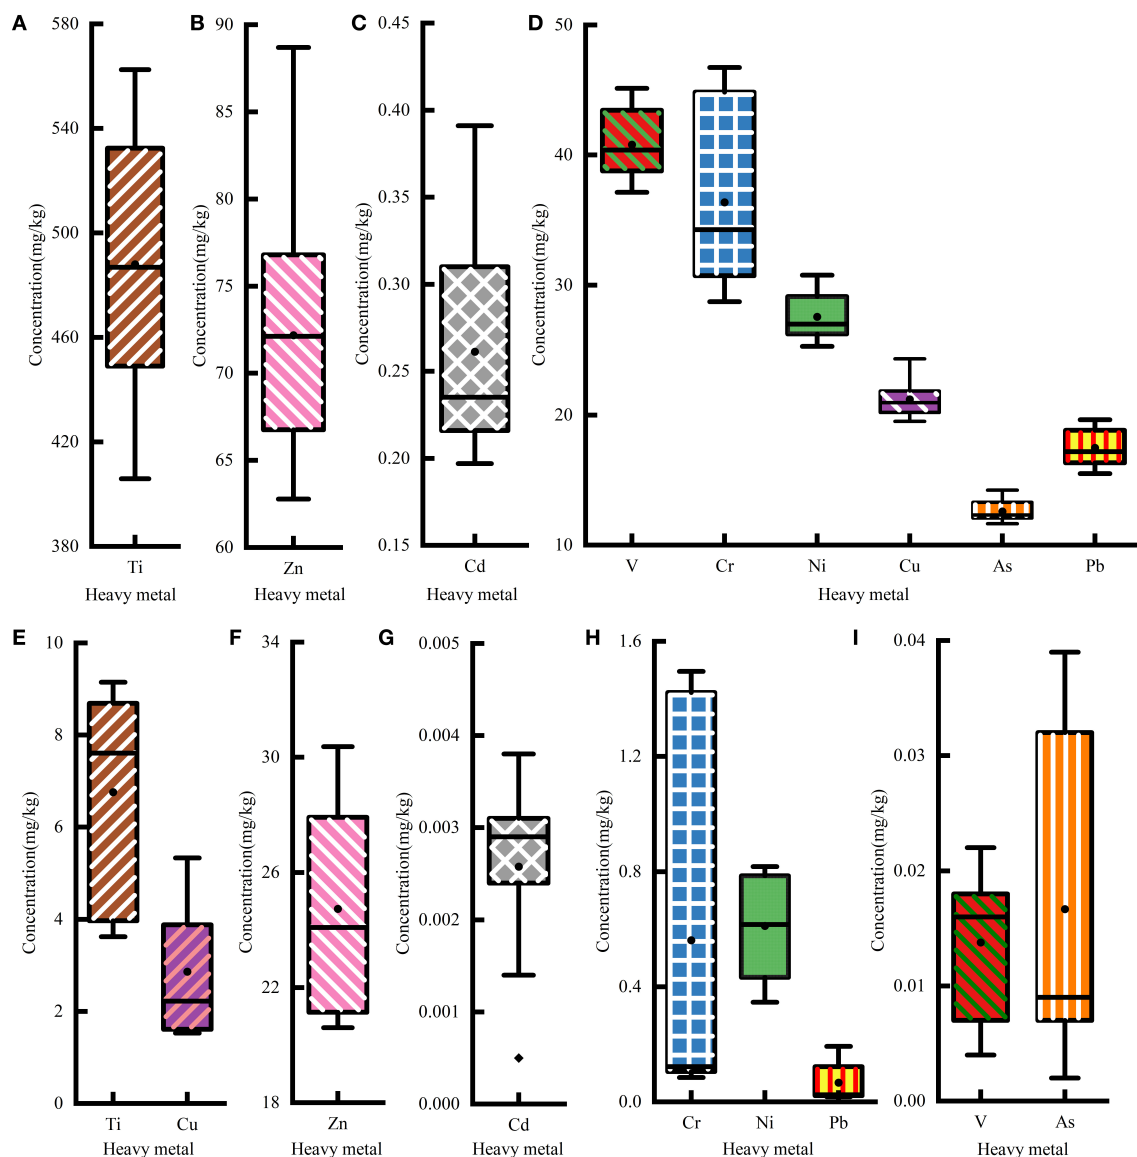 A
580
540
500
460
420
380
Concentration(mg/kg)
Ti
Heavy metal
B
90
85
80
75
70
65
60
Concentration(mg/kg)
Zn
Heavy metal
C
0.45
0.40
0.35
0.30
0.25
0.20
0.15
Concentration(mg/kg)
Cd
Heavy metal
D
50
40
30
20
10
Concentration(mg/kg)
V Cr Ni Cu As Pb
Heavy metal
E
10
8
6
4
2
0
Concentration(mg/kg)
Ti Cu
Heavy metal
F
34
30
26
22
18
Concentration(mg/kg)
Zn
Heavy metal
G
0.005
0.004
0.003
0.002
0.001
0.000
Concentration(mg/kg)
Cd
Heavy metal
H
1.6
1.2
0.8
0.4
0.0
Concentration(mg/kg)
Cr Ni Pb
Heavy metal
I
0.04
0.03
0.02
0.01
0.00
Concentration(mg/kg)
V As
Heavy metal